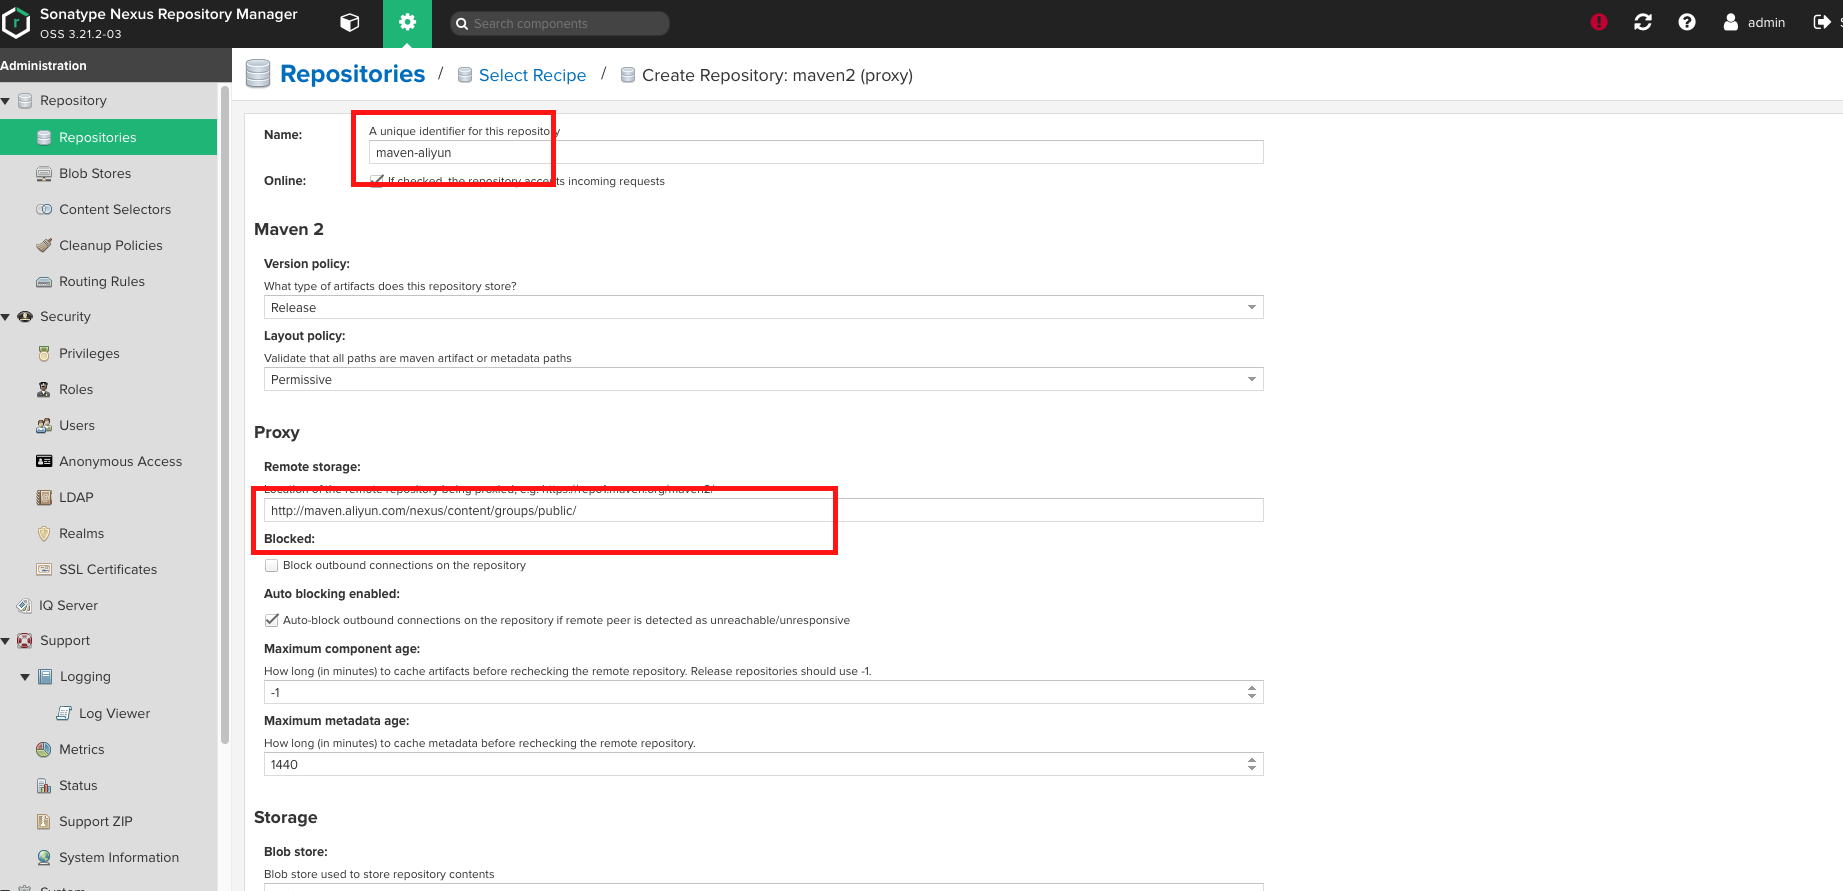 Sonatype Nexus Repository Manager
OSS 3.21.2-03
Search components
admin
Administration
Repository
Repositories
Blob Stores
Content Selectors
Cleanup Policies
Routing Rules
Security
Privileges
Roles
Users
Anonymous Access
LDAP
Realms
SSL Certificates
IQ Server
Support
Logging
Log Viewer
Metrics
Status
Support ZIP
System Information
System
Repositories / Select Recipe / Create Repository: maven2 (proxy)
Name:
A unique identifier for this repository
maven-aliyun
Online:
If checked, the repository accepts incoming requests
Maven 2
Version policy:
What type of artifacts does this repository store?
Release
Layout policy:
Validate that all paths are maven artifact or metadata paths
Permissive
Proxy
Remote storage:
Location of the remote repository being proxied, e.g. https://repo1.maven.org/maven2/
http://maven.aliyun.com/nexus/content/groups/public/
Blocked:
Block outbound connections on the repository
Auto blocking enabled:
Auto-block outbound connections on the repository if remote peer is detected as unreachable/unresponsive
Maximum component age:
How long (in minutes) to cache artifacts before rechecking the remote repository. Release repositories should use -1.
-1
Maximum metadata age:
How long (in minutes) to cache metadata before rechecking the remote repository.
1440
Storage
Blob store:
Blob store used to store repository contents